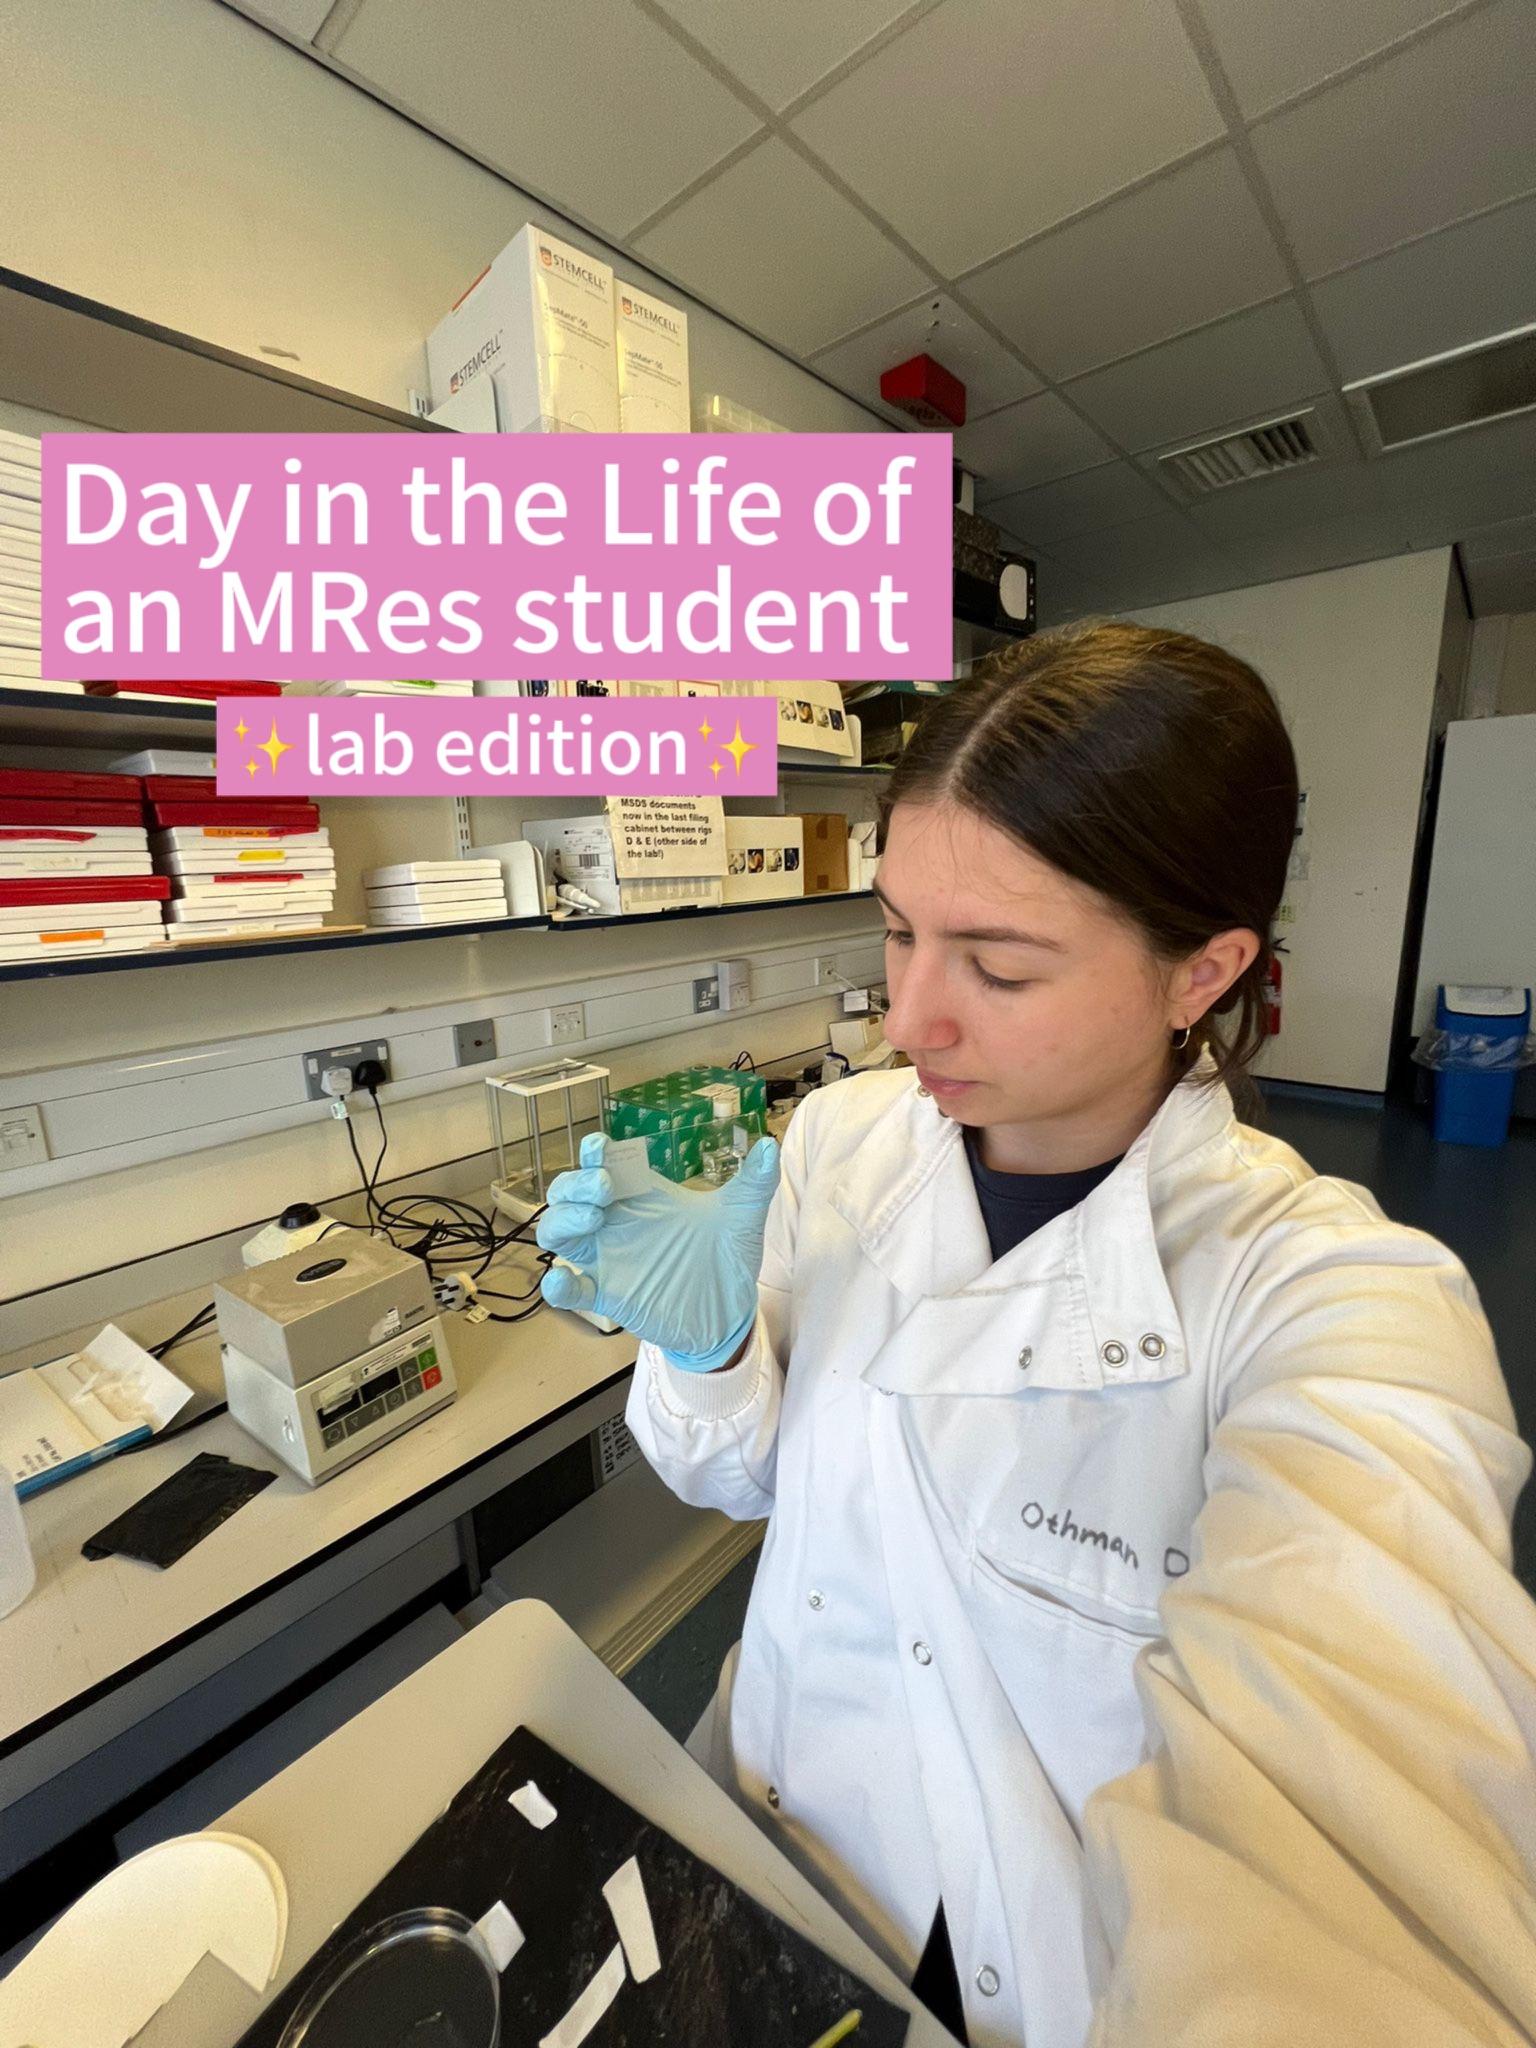 STEMCELL
STEMCELL
STEMCELL
Day in the Life of
an MRes student
✨lab edition✨
MSDS documents
now in the last filing
cabinet between rigs
D & E (other side of
the lab!)
Othman D